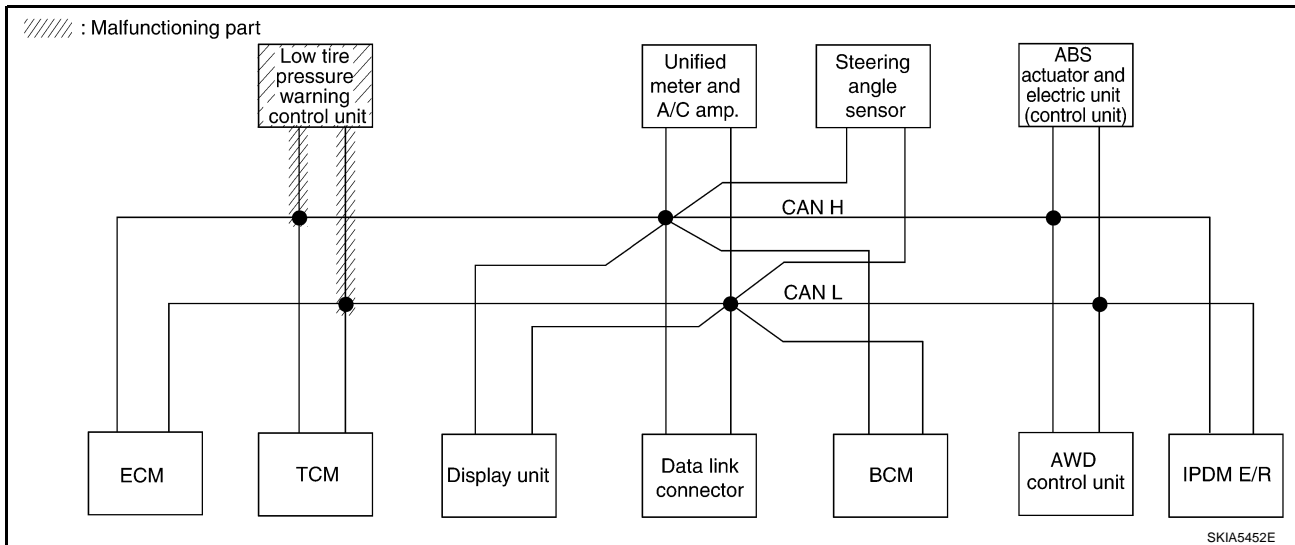 : Malfunctioning part
Low tire
pressure
warning
control unit
Unified
meter and
A/C amp.
Steering
angle
sensor
ABS
actuator and
electric unit
(control unit)
CAN H
CAN L
ECM
TCM
Display unit
Data link
connector
BCM
AWD
control unit
IPDM E/R
SKIA5452E